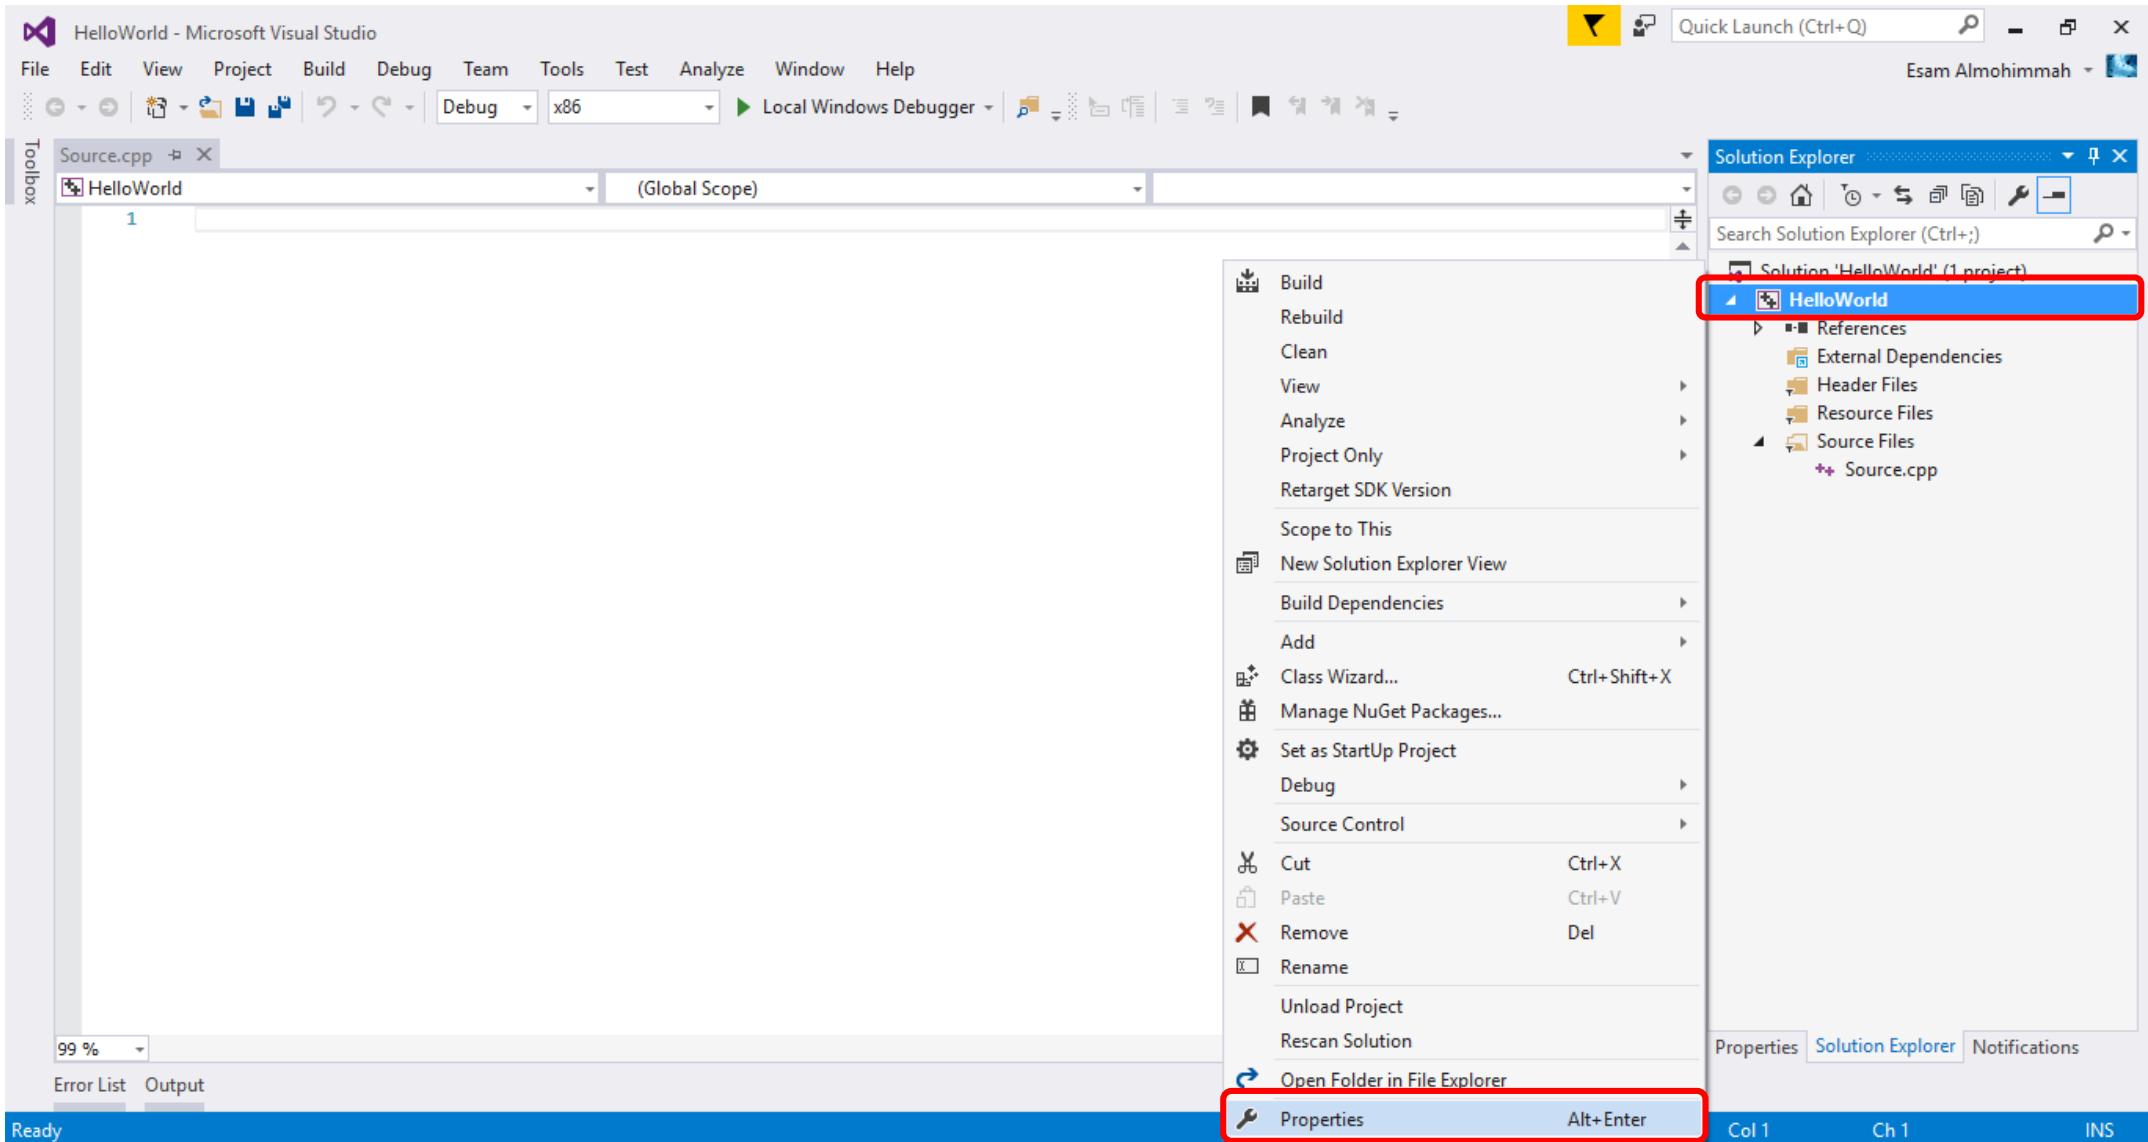 HelloWorld - Microsoft Visual Studio
Quick Launch (Ctrl+Q)
File Edit View Project Build Debug Team Tools Test Analyze Window Help
Esam Almohimmah
Debug x86 Local Windows Debugger
Toolbox
Source.cpp
HelloWorld (Global Scope)
1
Build
Rebuild
Clean
View
Analyze
Project Only
Retarget SDK Version
Scope to This
New Solution Explorer View
Build Dependencies
Add
Class Wizard... Ctrl+Shift+X
Manage NuGet Packages...
Set as StartUp Project
Debug
Source Control
Cut Ctrl+X
Paste Ctrl+V
Remove Del
Rename
Unload Project
Rescan Solution
Open Folder in File Explorer
Properties Alt+Enter
Solution Explorer
Search Solution Explorer (Ctrl+;)
Solution 'HelloWorld' (1 project)
HelloWorld
References
External Dependencies
Header Files
Resource Files
Source Files
Source.cpp
Properties Solution Explorer Notifications
99 %
Error List Output
Ready
Col 1 Ch 1 INS